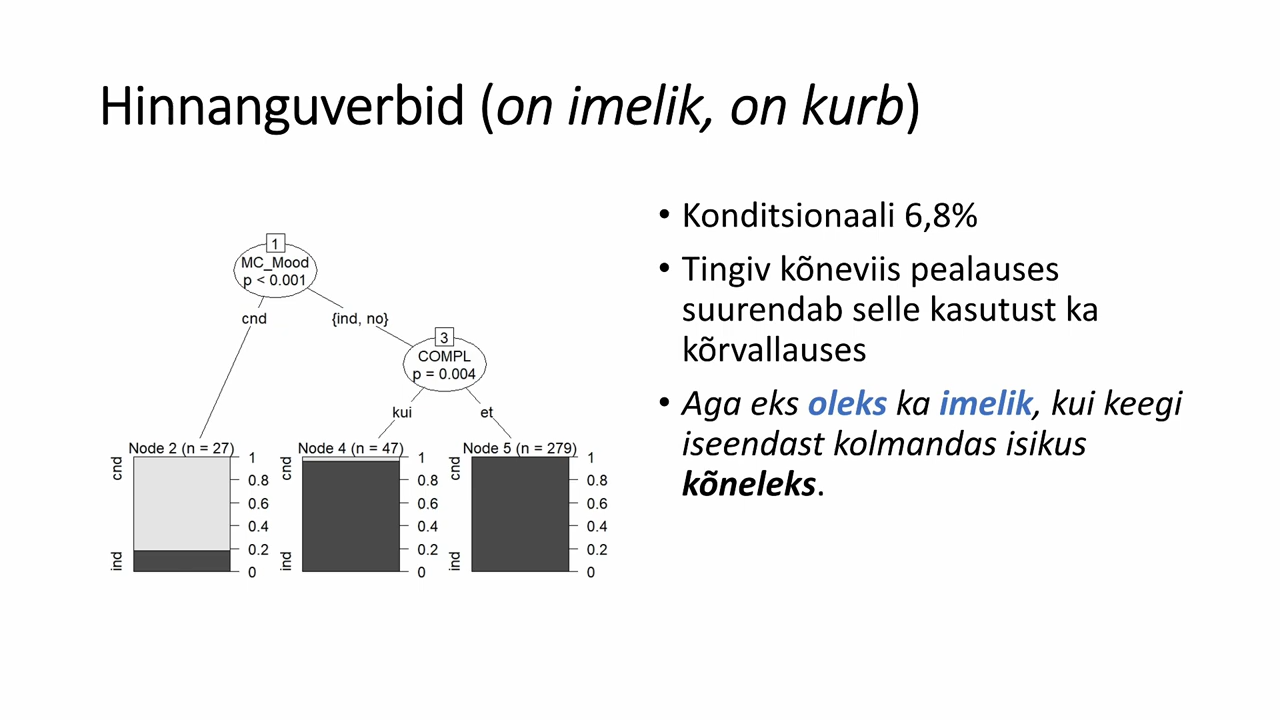 Hinnanguverbid (on imelik, on kurb)
1
MC_Mood
p < 0.001
cnd
{ind, no}
3
COMPL
p = 0.004
kui
et
Node 2 (n = 27)
cnd
ind
1
0.8
0.6
0.4
0.2
0
Node 4 (n = 47)
cnd
ind
1
0.8
0.6
0.4
0.2
0
Node 5 (n = 279)
cnd
ind
1
0.8
0.6
0.4
0.2
0
• Konditsionaali 6,8%
• Tingiv kõneviis pealauses
suurendab selle kasutust ka
kõrvallauses
• Aga eks oleks ka imelik, kui keegi
iseendast kolmandas isikus
kõneleks.